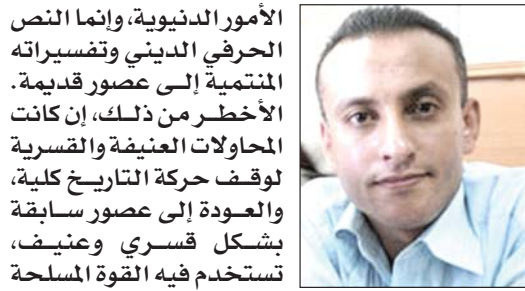 الأمور الدنيوية، وإنما النص
الحرفي الديني وتفسيراته
المنتمية إلى عصور قديمة.
الأخطر من ذلك، إن كانت
المحاولات العنيفة والقسرية
لوقف حركة التاريخ كلية،
والعودة إلى عصور سابقة
بشكل قسري وعنيف،
تستخدم فيه القوة المسلحة